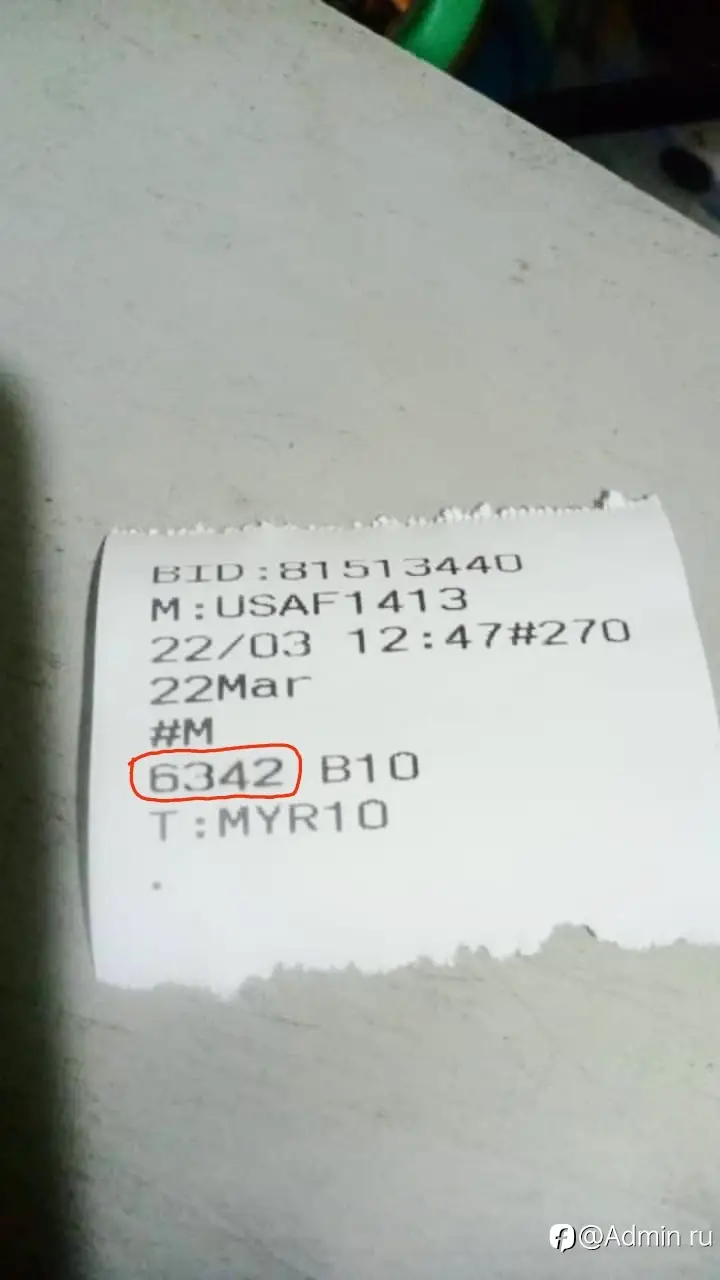 BID:81513440
M:USAF1413
22/03 12:47#270
22Mar
#M
6342 B10
T:MYR10
.
@Admin ru